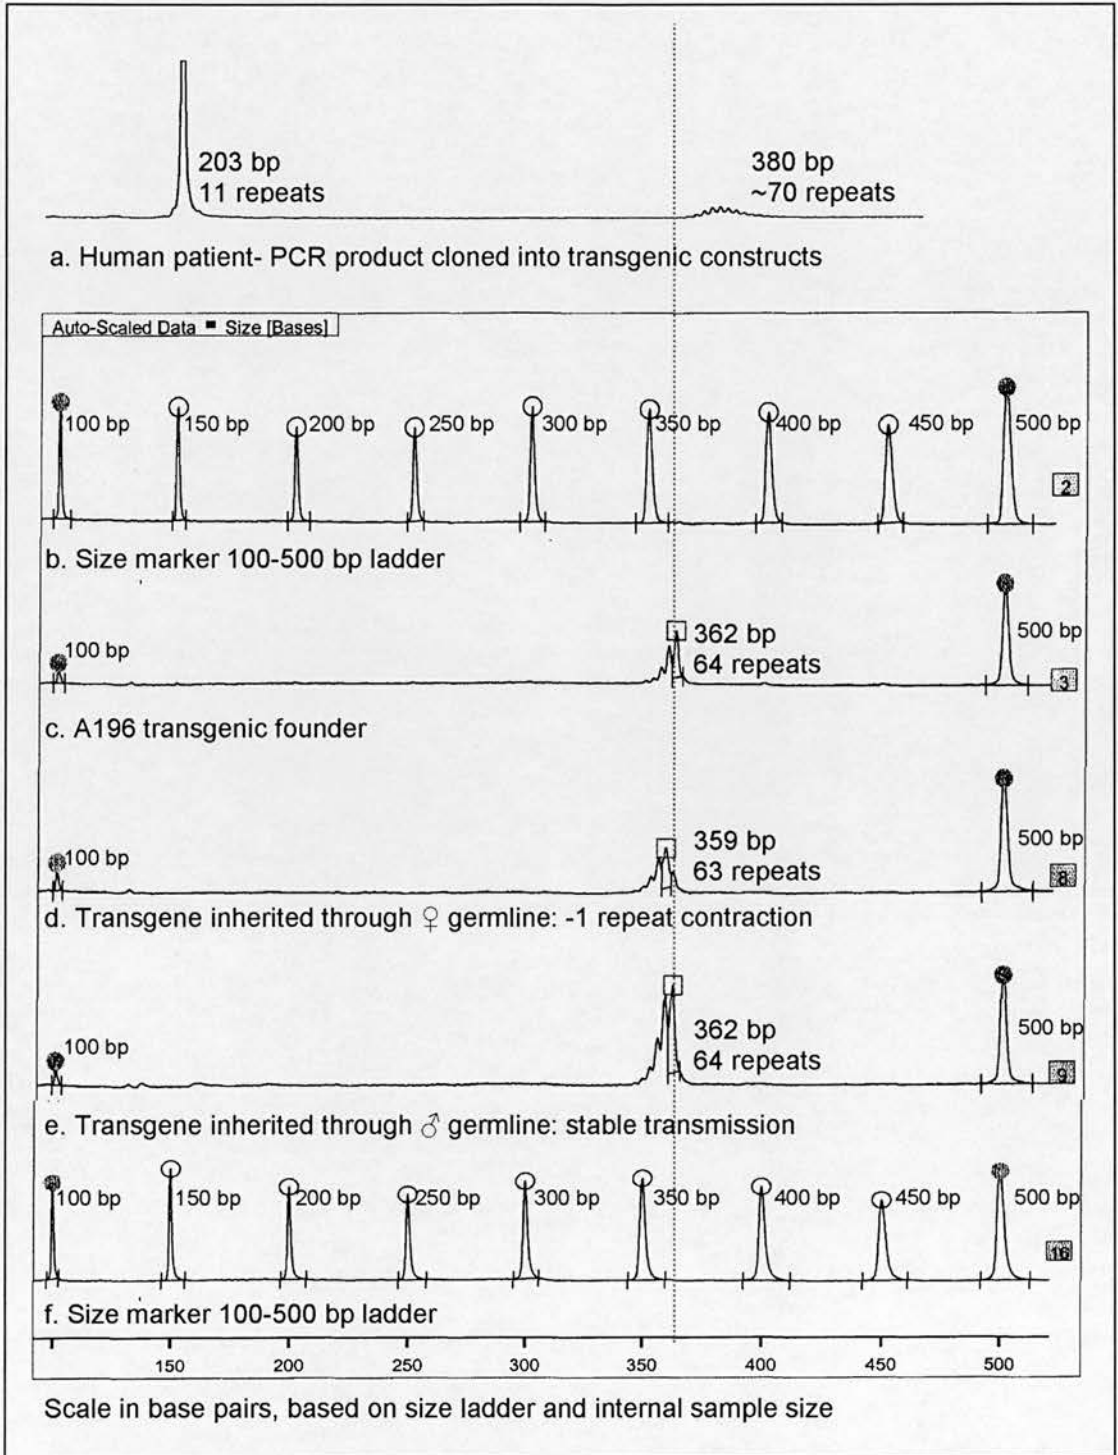 203 bp
11 repeats
380 bp
~70 repeats
a. Human patient- PCR product cloned into transgenic constructs
Auto-Scaled Data ■ Size [Bases]
100 bp 150 bp 200 bp 250 bp 300 bp 350 bp 400 bp 450 bp 500 bp
2
b. Size marker 100-500 bp ladder
100 bp
362 bp
64 repeats
500 bp
3
c. A196 transgenic founder
100 bp
359 bp
63 repeats
500 bp
8
d. Transgene inherited through ♀ germline: -1 repeat contraction
100 bp
362 bp
64 repeats
500 bp
9
e. Transgene inherited through ♂ germline: stable transmission
100 bp 150 bp 200 bp 250 bp 300 bp 350 bp 400 bp 450 bp 500 bp
16
f. Size marker 100-500 bp ladder
150 200 250 300 350 400 450 500
Scale in base pairs, based on size ladder and internal sample size